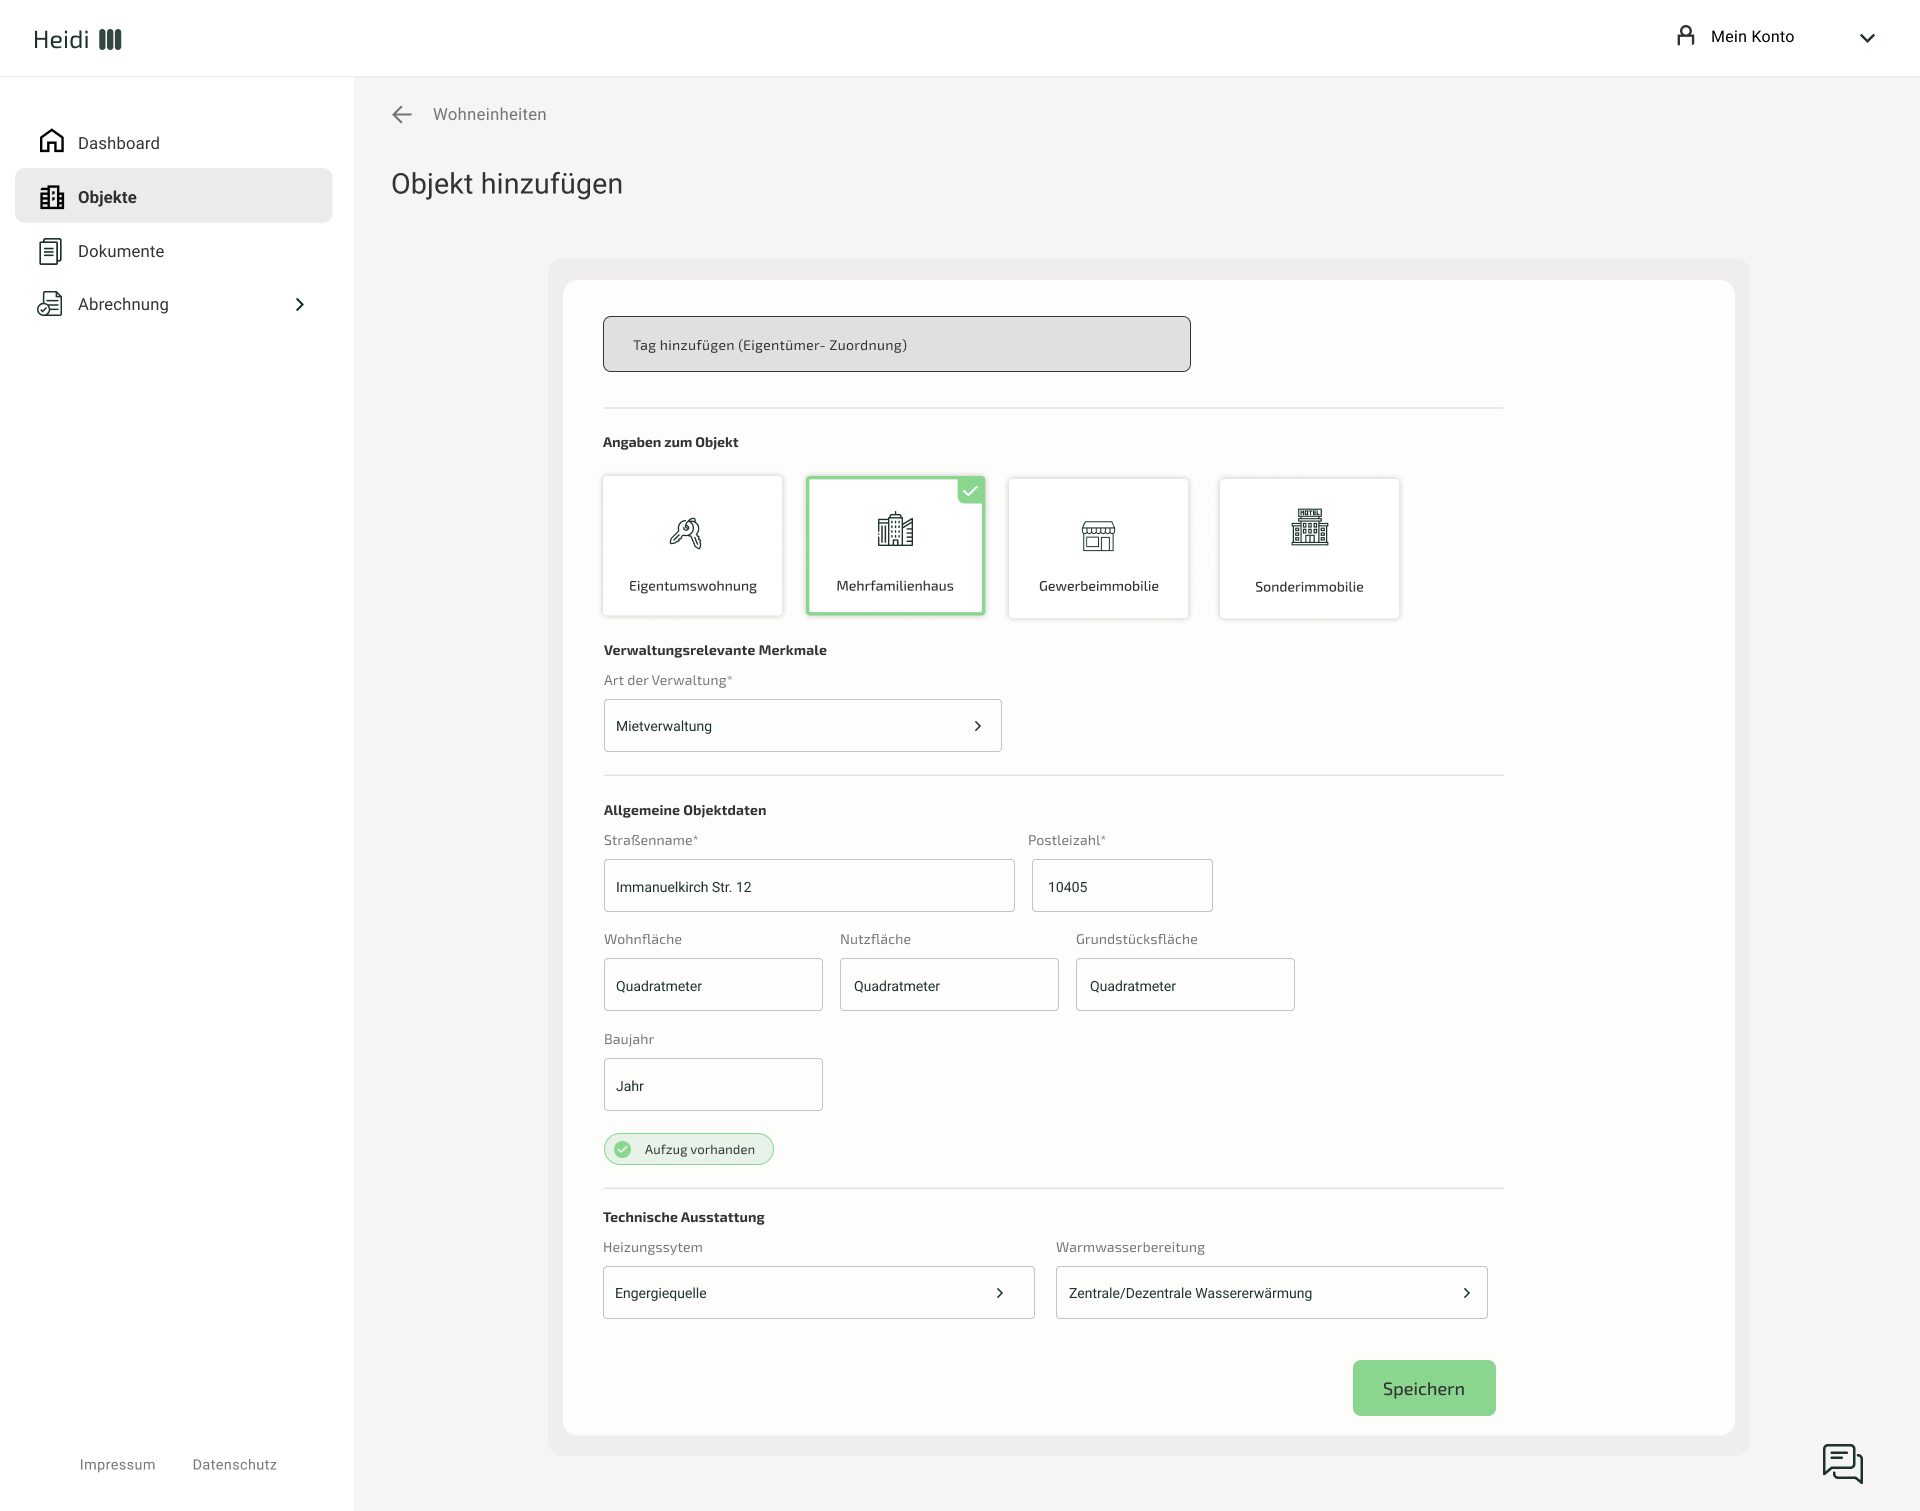 Heidi
Mein Konto
Dashboard
Objekte
Dokumente
Abrechnung
Wohneinheiten
Objekt hinzufügen
Tag hinzufügen (Eigentümer- Zuordnung)
Angaben zum Objekt
Eigentumswohnung
Mehrfamilienhaus
Gewerbeimmobilie
HOTEL
Sonderimmobilie
Verwaltungsrelevante Merkmale
Art der Verwaltung*
Mietverwaltung
Allgemeine Objektdaten
Straßenname*
Postleizahl*
Immanuelkirch Str. 12
10405
Wohnfläche
Nutzfläche
Grundstücksfläche
Quadratmeter
Quadratmeter
Quadratmeter
Baujahr
Jahr
Aufzug vorhanden
Technische Ausstattung
Heizungssytem
Warmwasserbereitung
Engergiequelle
Zentrale/Dezentrale Wassererwärmung
Speichern
Impressum
Datenschutz